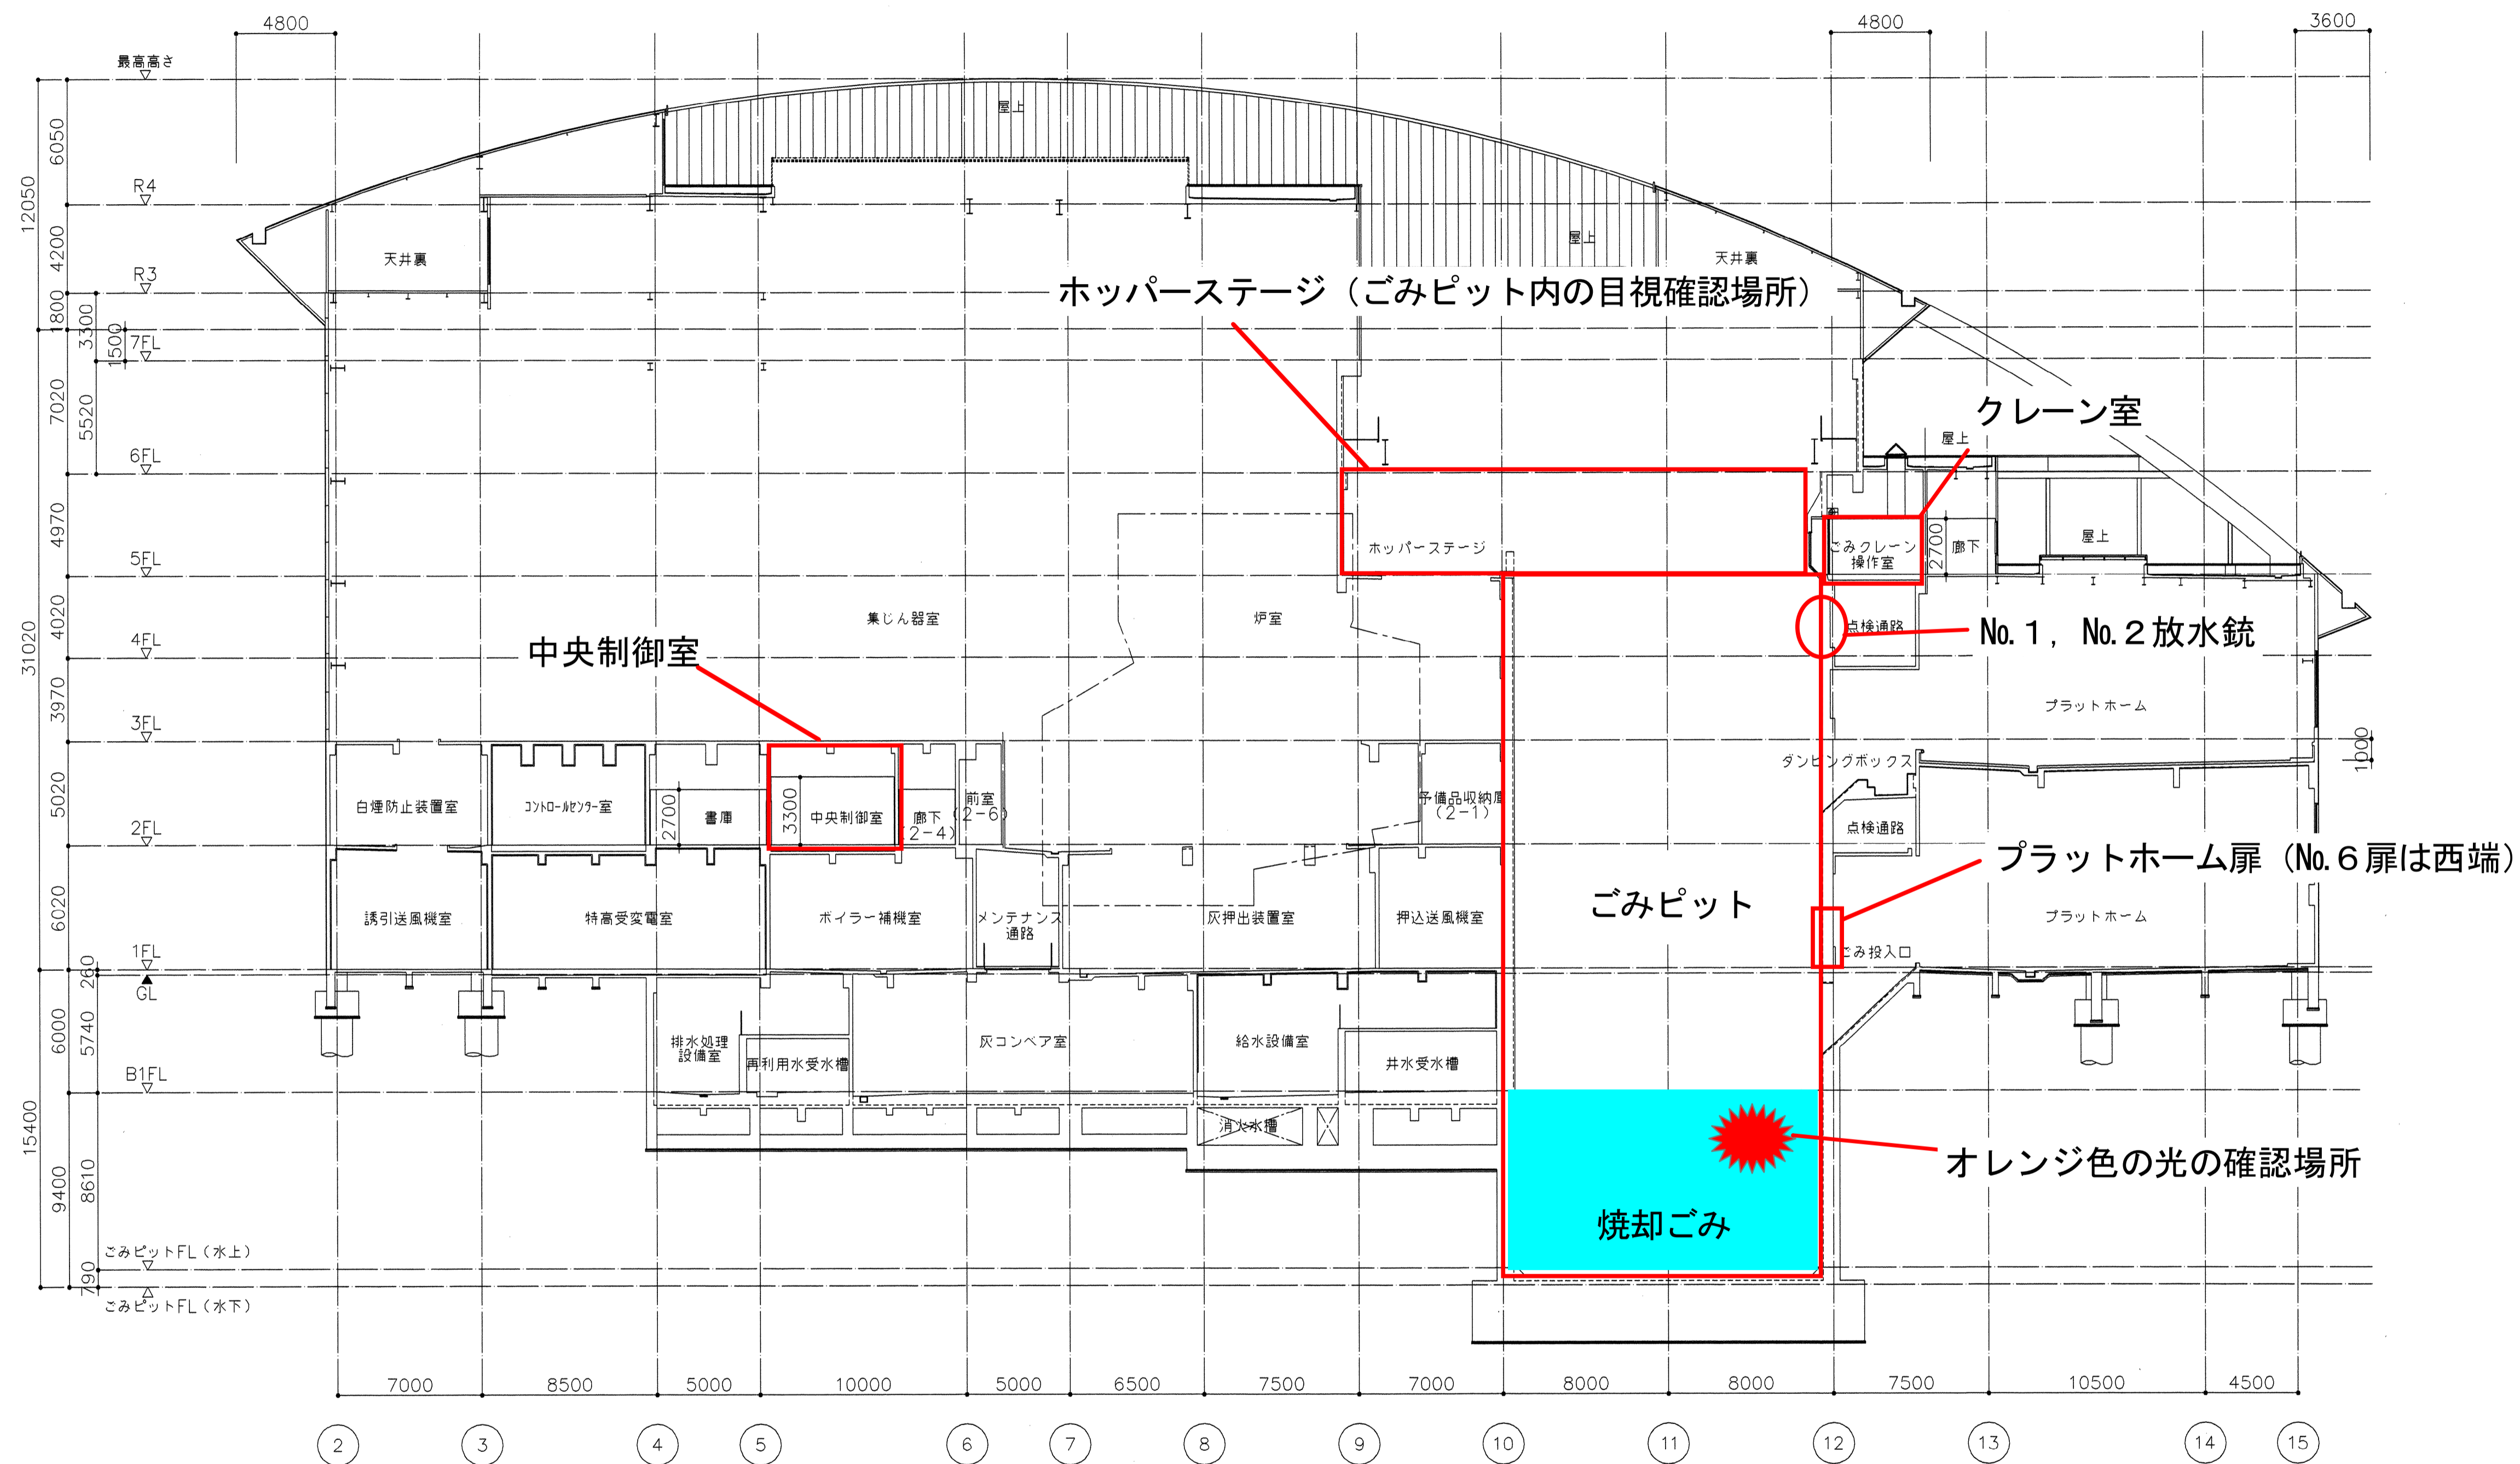 4800
4800
3600
最高高さ
屋上
6050
12050
R4
4200
天井裏
屋上
天井裏
R3
ホッパーステージ（ごみピット内の目視確認場所）
1800
3300
1500
7FL
7020
5520
クレーン室
屋上
6FL
4970
ホッパーステージ
ごみクレーン
操作室
2700
廊下
屋上
5FL
4020
集じん器室
炉室
点検通路
№１，№２放水銃
31020
4FL
中央制御室
3970
プラットホーム
3FL
ダンピングボックス
1000
5020
白煙防止装置室
コントロールセンター室
2700
書庫
3300
中央制御室
廊下
(2-4)
前室
(2-6)
予備品収納庫
(2-1)
点検通路
2FL
プラットホーム扉（№６扉は西端）
6020
誘引送風機室
特高受変電室
ボイラー補機室
メンテナンス
通路
灰押出装置室
押込送風機室
ごみピット
プラットホーム
ごみ投入口
1FL
260
GL
6000
5740
排水処理
設備室
再利用水受水槽
灰コンベア室
給水設備室
井水受水槽
B1FL
15400
消火水槽
オレンジ色の光の確認場所
9400
8610
焼却ごみ
ごみピットFL（水上）
790
ごみピットFL（水下）
7000
8500
5000
10000
5000
6500
7500
7000
8000
8000
7500
10500
4500
2
3
4
5
6
7
8
9
10
11
12
13
14
15